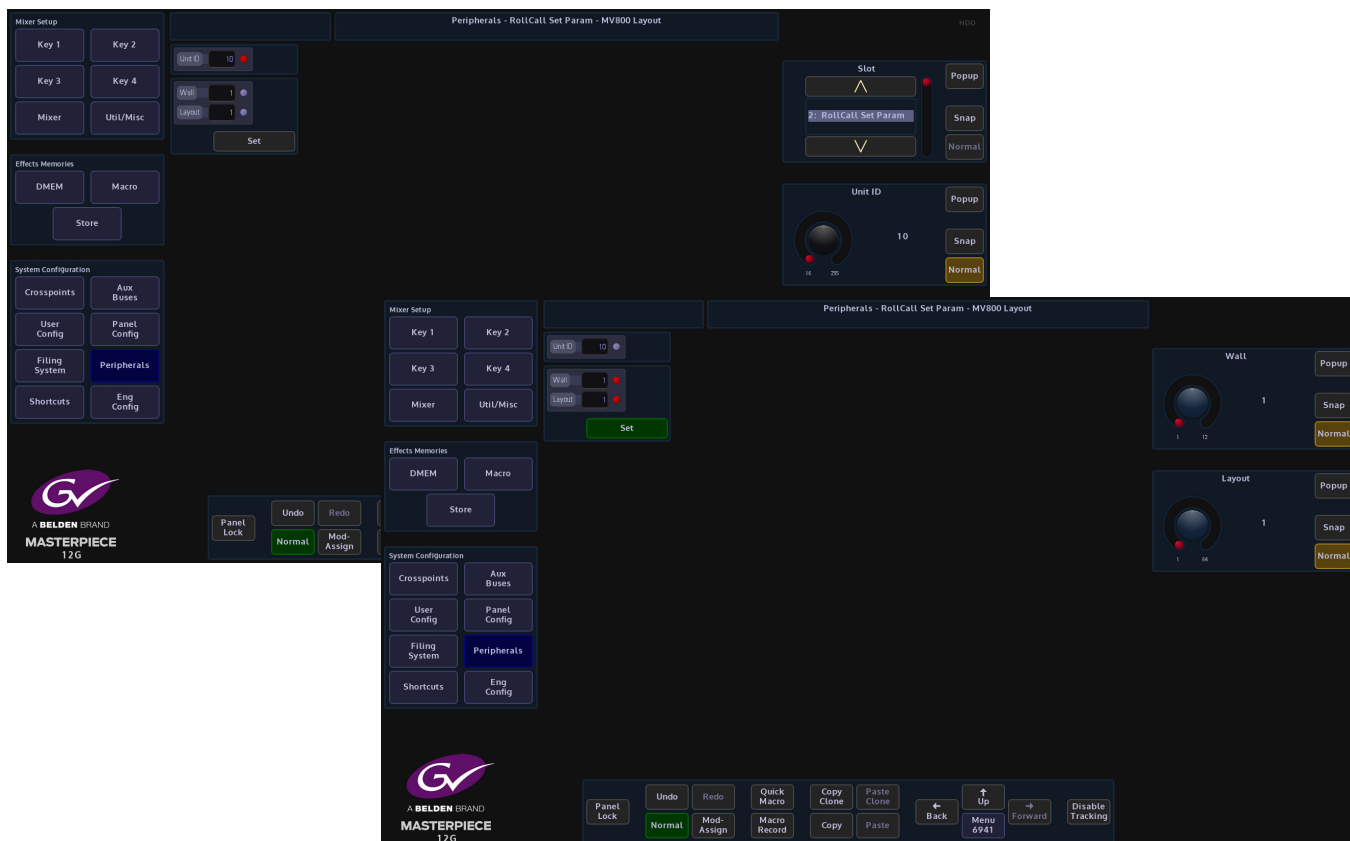 Mixer Setup
Key 1
Key 2
Key 3
Key 4
Mixer
Util/Misc
Effects Memories
DMEM
Macro
Store
System Configuration
Crosspoints
Aux
Buses
User
Config
Panel
Config
Filing
System
Peripherals
Shortcuts
Eng
Config
GV
A BELDEN BRAND
MASTERPIECE
12G
Peripherals - RollCall Set Param - MV800 Layout
HDD
Unit ID 10
Wall 1
Layout 1
Set
Slot
2: RollCall Set Param
Popup
Snap
Normal
Unit ID
10
16 255
Popup
Snap
Normal
Panel
Lock
Undo
Redo
Normal
Mod-
Assign
Mixer Setup
Key 1
Key 2
Key 3
Key 4
Mixer
Util/Misc
Effects Memories
DMEM
Macro
Store
System Configuration
Crosspoints
Aux
Buses
User
Config
Panel
Config
Filing
System
Peripherals
Shortcuts
Eng
Config
GV
A BELDEN BRAND
MASTERPIECE
12G
Peripherals - RollCall Set Param - MV800 Layout
Unit ID 10
Wall 1
Layout 1
Set
Wall
1
1 12
Popup
Snap
Normal
Layout
1
1 64
Popup
Snap
Normal
Panel
Lock
Undo
Redo
Normal
Mod-
Assign
Quick
Macro
Macro
Record
Copy
Clone
Paste
Clone
Copy
Paste
Back
Up
Menu
6941
Forward
Disable
Tracking